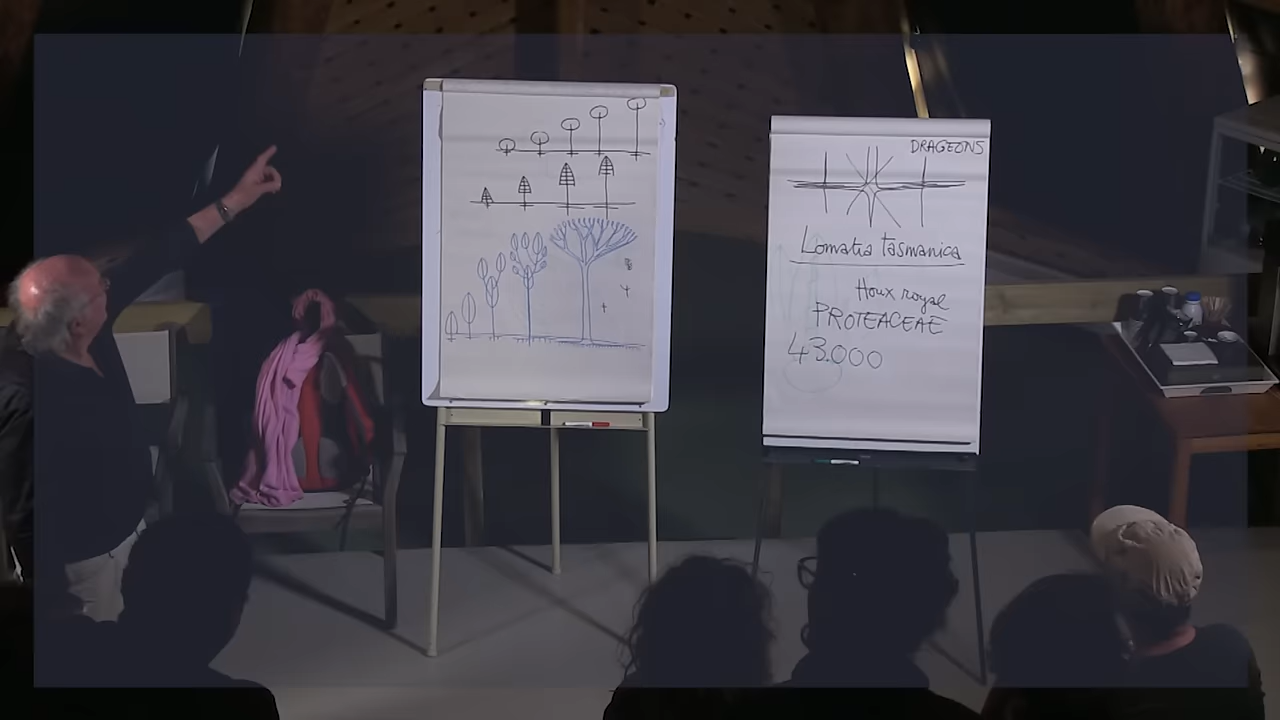 DRAGEONS
Lomatia tasmanica
Houx royal
PROTEACEAE
43.000